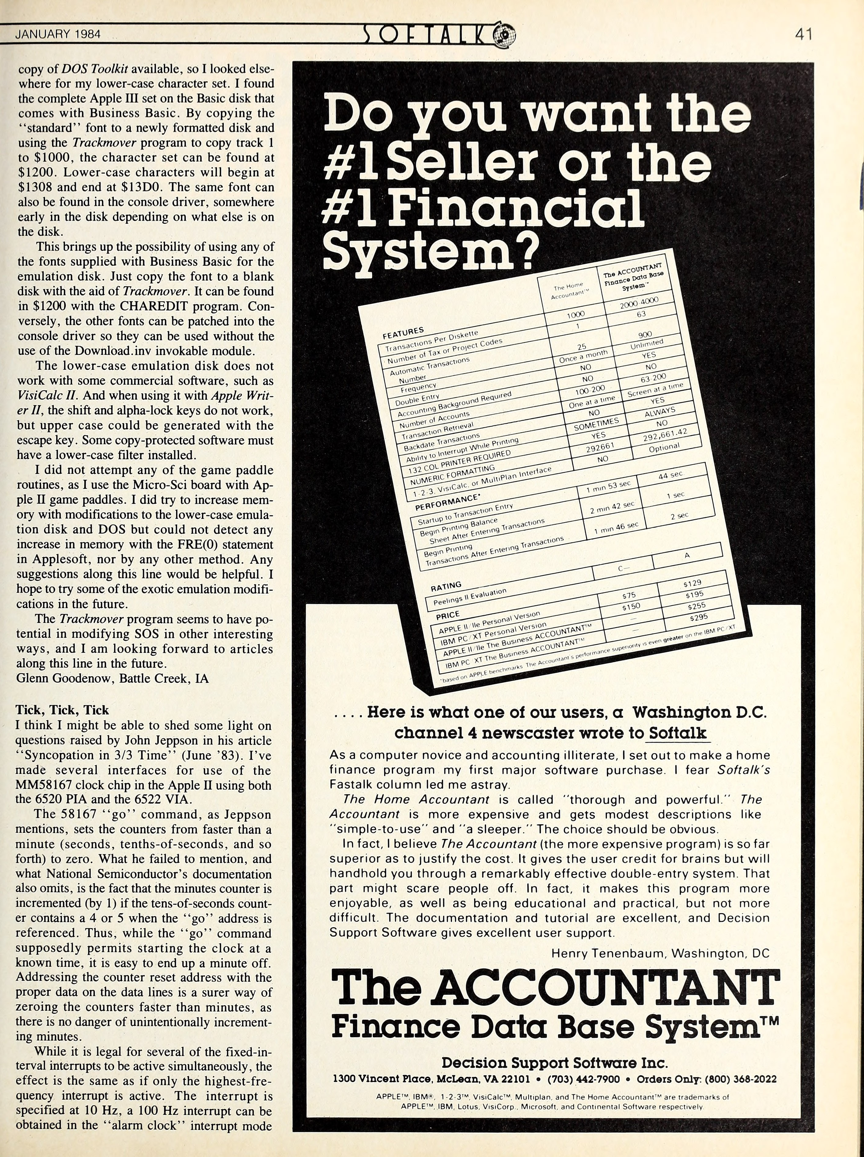 JANUARY 1984
SOFTALK
41
copy of DOS Toolkit available, so I looked else-
where for my lower-case character set. I found
the complete Apple III set on the Basic disk that
comes with Business Basic. By copying the
“standard” font to a newly formatted disk and
using the Trackmover program to copy track 1
to $1000, the character set can be found at
$1200. Lower-case characters will begin at
$1308 and end at $13D0. The same font can
also be found in the console driver, somewhere
early in the disk depending on what else is on
the disk.
This brings up the possibility of using any of
the fonts supplied with Business Basic for the
emulation disk. Just copy the font to a blank
disk with the aid of Trackmover. It can be found
in $1200 with the CHAREDIT program. Con-
versely, the other fonts can be patched into the
console driver so they can be used without the
use of the Download.inv invokable module.
The lower-case emulation disk does not
work with some commercial software, such as
VisiCalc II. And when using it with Apple Writ-
er II, the shift and alpha-lock keys do not work,
but upper case could be generated with the
escape key. Some copy-protected software must
have a lower-case filter installed.
I did not attempt any of the game paddle
routines, as I use the Micro-Sci board with Ap-
ple II game paddles. I did try to increase mem-
ory with modifications to the lower-case emula-
tion disk and DOS but could not detect any
increase in memory with the FRE(0) statement
in Applesoft, nor by any other method. Any
suggestions along this line would be helpful. I
hope to try some of the exotic emulation modifi-
cations in the future.
The Trackmover program seems to have po-
tential in modifying SOS in other interesting
ways, and I am looking forward to articles
along this line in the future.
Glenn Goodenow, Battle Creek, IA
Tick, Tick, Tick
I think I might be able to shed some light on
questions raised by John Jeppson in his article
“Syncopation in 3/3 Time” (June ’83). I’ve
made several interfaces for use of the
MM58167 clock chip in the Apple II using both
the 6520 PIA and the 6522 VIA.
The 58167 “go” command, as Jeppson
mentions, sets the counters from faster than a
minute (seconds, tenths-of-seconds, and so
forth) to zero. What he failed to mention, and
what National Semiconductor’s documentation
also omits, is the fact that the minutes counter is
incremented (by 1) if the tens-of-seconds count-
er contains a 4 or 5 when the “go” address is
referenced. Thus, while the “go” command
supposedly permits starting the clock at a
known time, it is easy to end up a minute off.
Addressing the counter reset address with the
proper data on the data lines is a surer way of
zeroing the counters faster than minutes, as
there is no danger of unintentionally increment-
ing minutes.
While it is legal for several of the fixed-in-
terval interrupts to be active simultaneously, the
effect is the same as if only the highest-fre-
quency interrupt is active. The interrupt is
specified at 10 Hz, a 100 Hz interrupt can be
obtained in the “alarm clock” interrupt mode
Do you want the
#1 Seller or the
#1 Financial
System?
The Home Accountant™ The ACCOUNTANT Finance Data Base System™
FEATURES
Transactions Per Diskette 1000 2000-4000
Number of Tax or Project Codes 1 63
Automatic Transactions
Number 25 900
Frequency Once a month Unlimited
Double Entry NO YES
Accounting Background Required NO NO
Number of Accounts 100-200 63-200
Transaction Retrieval One at a time Screen at a time
Backdate Transactions NO YES
Ability to Interrupt While Printing SOMETIMES ALWAYS
132 COL PRINTER REQUIRED YES NO
NUMERIC FORMATTING 292661 292,661.42
1-2-3, VisiCalc, or MultiPlan Interface NO Optional
PERFORMANCE*
Startup to Transaction Entry 1 min 53 sec 44 sec
Begin Printing Balance
Sheet After Entering Transactions 2 min 42 sec 1 sec
Begin Printing
Transactions After Entering Transactions 1 min 46 sec 2 sec
RATING
Peelings II Evaluation C— A
PRICE
APPLE II/IIe Personal Version $75 $129
IBM PC/XT Personal Version $150 $195
APPLE II/IIe The Business ACCOUNTANT™ — $255
IBM PC XT The Business ACCOUNTANT™ — $295
*based on APPLE benchmarks. The Accountant's performance superiority is even greater on the IBM PC/XT
. . . . Here is what one of our users, a Washington D.C.
channel 4 newscaster wrote to Softalk
As a computer novice and accounting illiterate, I set out to make a home
finance program my first major software purchase. I fear Softalk's
Fastalk column led me astray.
The Home Accountant is called "thorough and powerful." The
Accountant is more expensive and gets modest descriptions like
"simple-to-use" and "a sleeper." The choice should be obvious.
In fact, I believe The Accountant (the more expensive program) is so far
superior as to justify the cost. It gives the user credit for brains but will
handhold you through a remarkably effective double-entry system. That
part might scare people off. In fact, it makes this program more
enjoyable, as well as being educational and practical, but not more
difficult. The documentation and tutorial are excellent, and Decision
Support Software gives excellent user support.
Henry Tenenbaum, Washington, DC
The ACCOUNTANT
Finance Data Base System™
Decision Support Software Inc.
1300 Vincent Place, McLean, VA 22101 • (703) 442-7900 • Orders Only: (800) 368-2022
APPLE™, IBM®, 1-2-3™, VisiCalc™, Multiplan, and The Home Accountant™ are trademarks of
APPLE™, IBM, Lotus, VisiCorp., Microsoft, and Continental Software respectively.